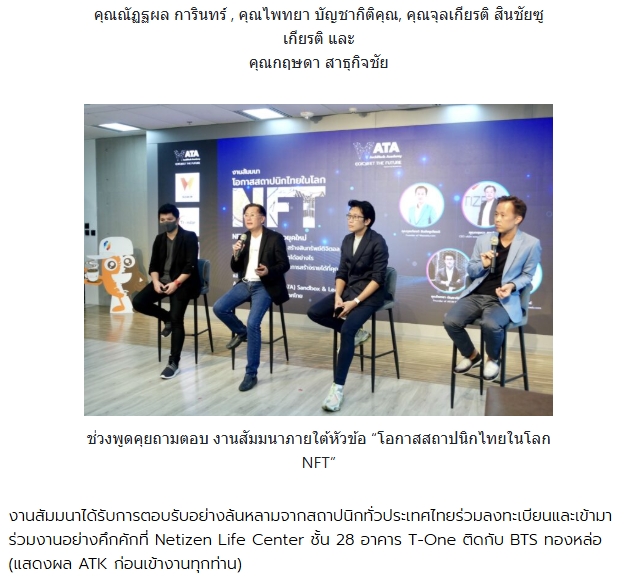 คุณณัฏฐผล การินทร์ , คุณไพทยา บัญชากิติคุณ, คุณจุลเกียรติ สินชัยชู
เกียรติ และ
คุณกฤษดา สาธุกิจชัย
ATA
งานสัมมนา
โอกาสสถาปนิกไทยในโลก
NFT
ช่วงพูดคุยถามตอบ งานสัมมนาภายใต้หัวข้อ “โอกาสสถาปนิกไทยในโลก
NFT”
งานสัมมนาได้รับการตอบรับอย่างล้นหลามจากสถาปนิกทั่วประเทศไทยร่วมลงทะเบียนและเข้ามา
ร่วมงานอย่างคึกคักที่ Netizen Life Center ชั้น 28 อาคาร T-One ติดกับ BTS ทองหล่อ
(แสดงผล ATK ก่อนเข้างานทุกท่าน)